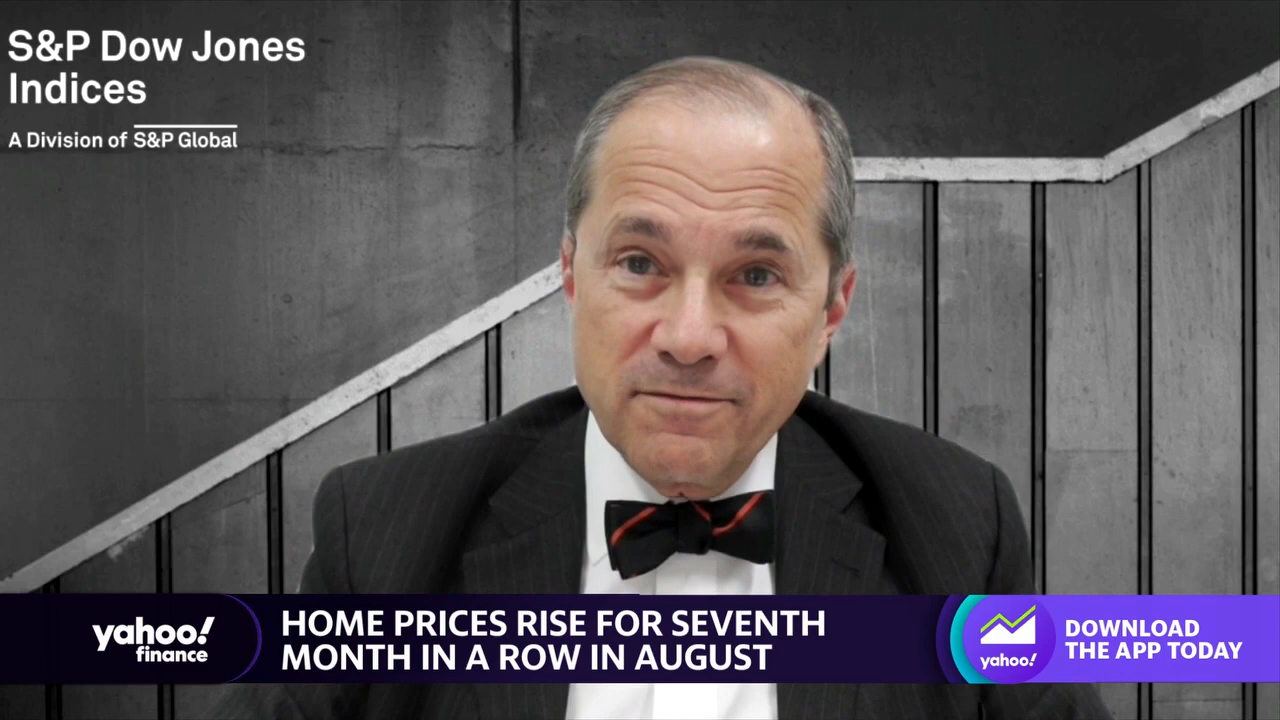 S&P Dow Jones
Indices
A Division of S&P Global
yahoo!
finance
HOME PRICES RISE FOR SEVENTH
MONTH IN A ROW IN AUGUST
yahoo!
DOWNLOAD
THE APP TODAY